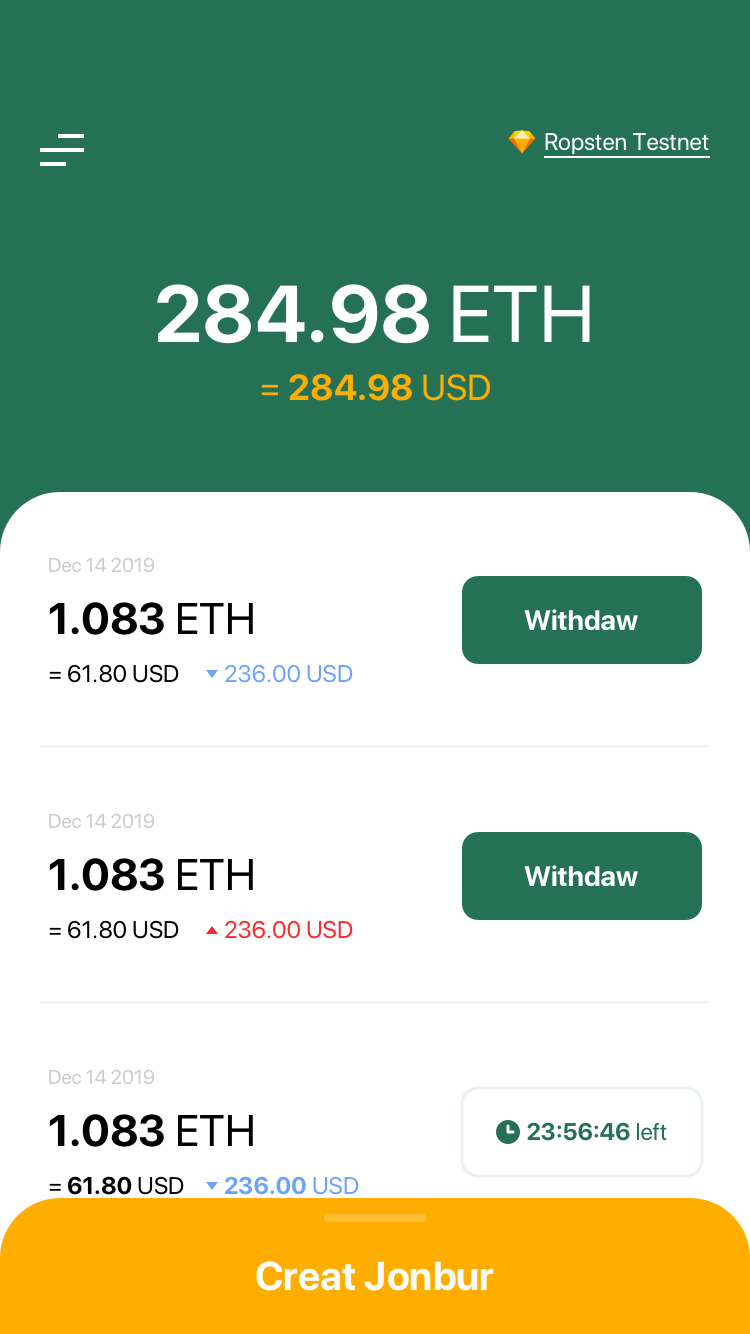 Ropsten Testnet
284.98 ETH
= 284.98 USD
Dec 14 2019
1.083 ETH
Withdaw
= 61.80 USD ▼ 236.00 USD
Dec 14 2019
1.083 ETH
Withdaw
= 61.80 USD ▲ 236.00 USD
Dec 14 2019
1.083 ETH
23:56:46 left
= 61.80 USD ▼ 236.00 USD
Creat Jonbur